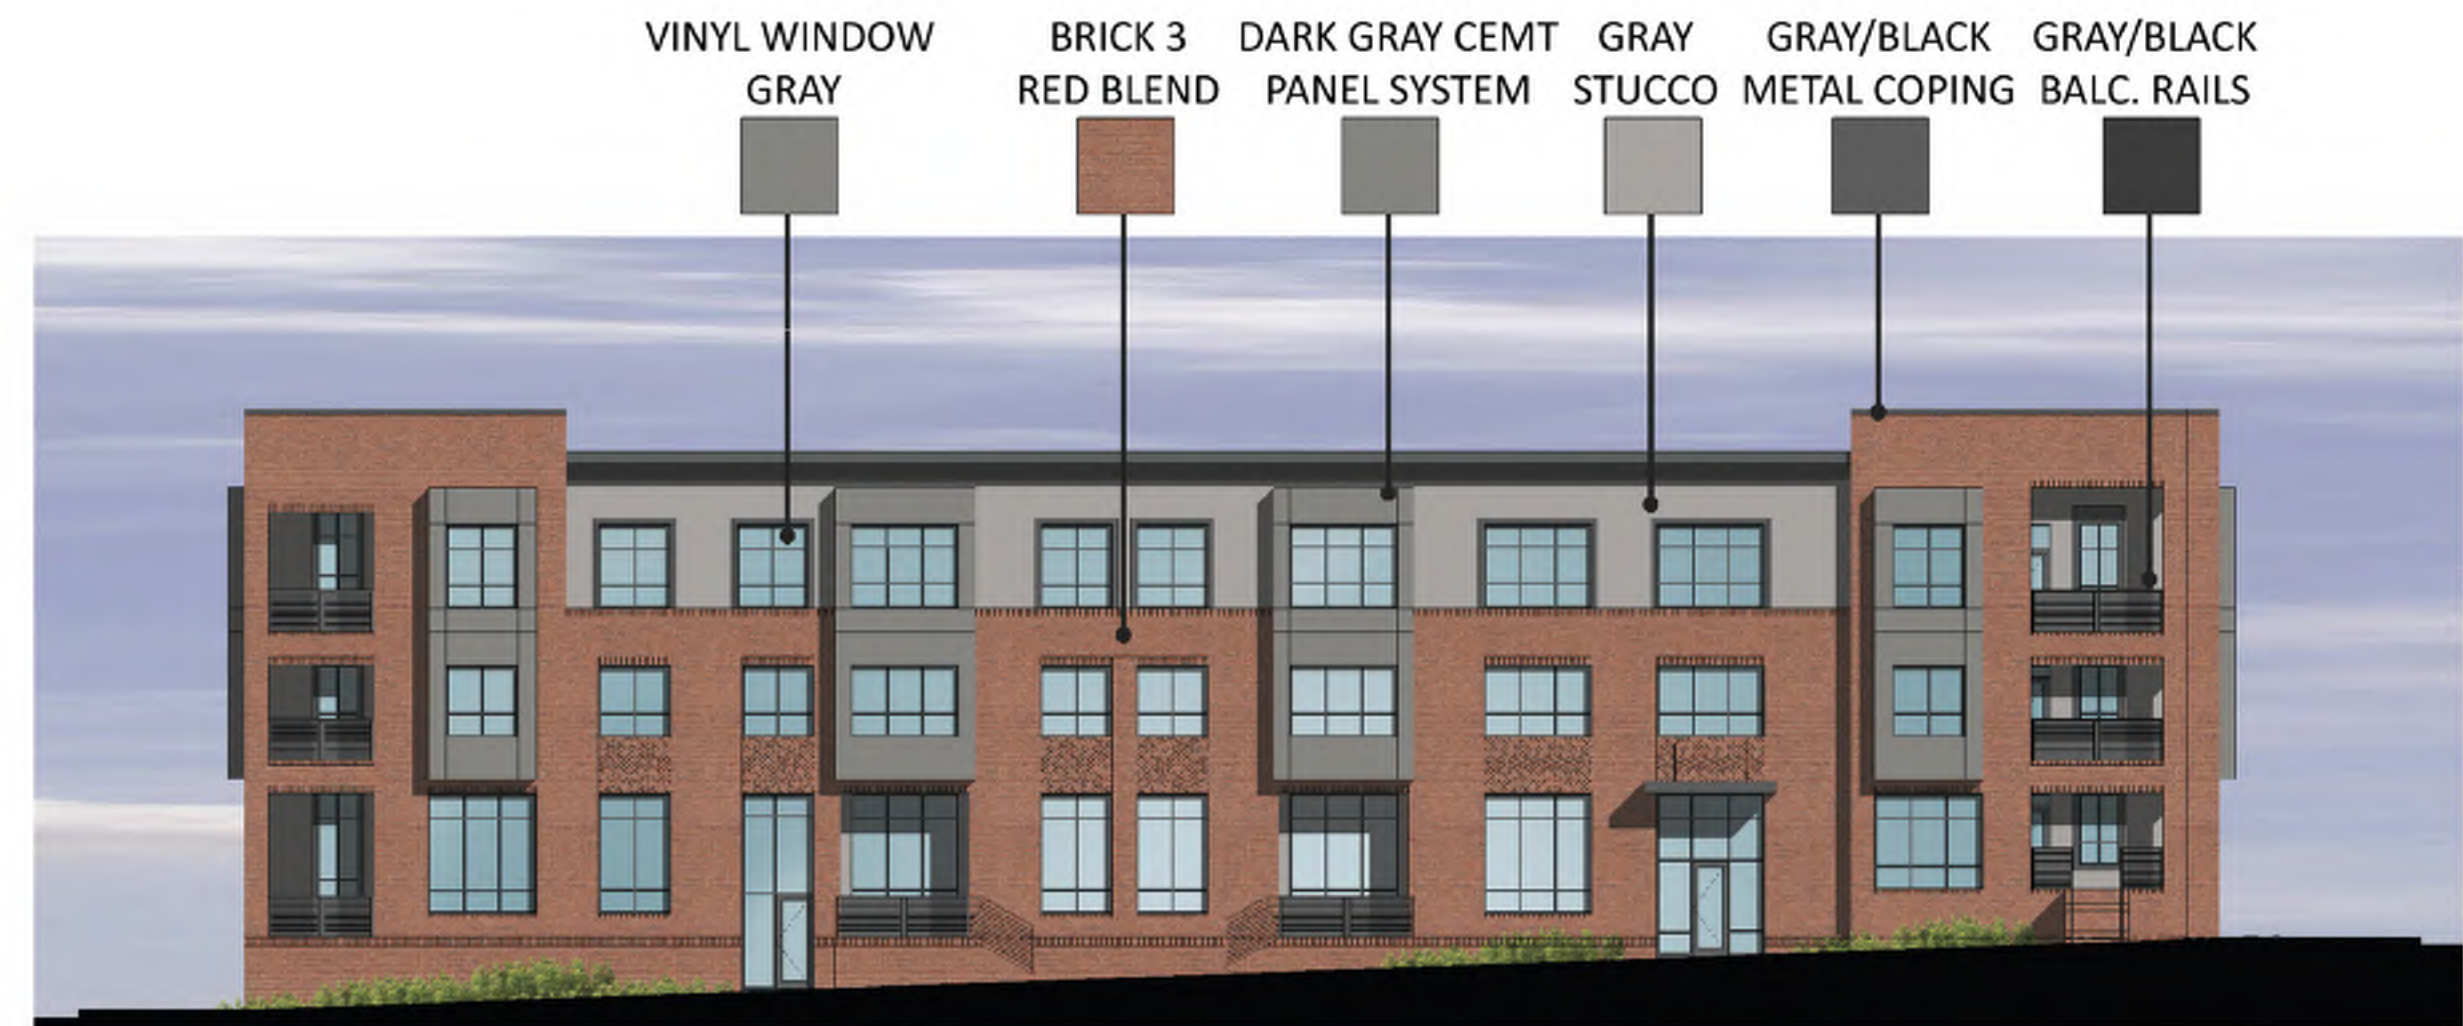 VINYL WINDOW
GRAY
BRICK 3
RED BLEND
DARK GRAY CEMT
PANEL SYSTEM
GRAY
STUCCO
GRAY/BLACK
METAL COPING
GRAY/BLACK
BALC. RAILS